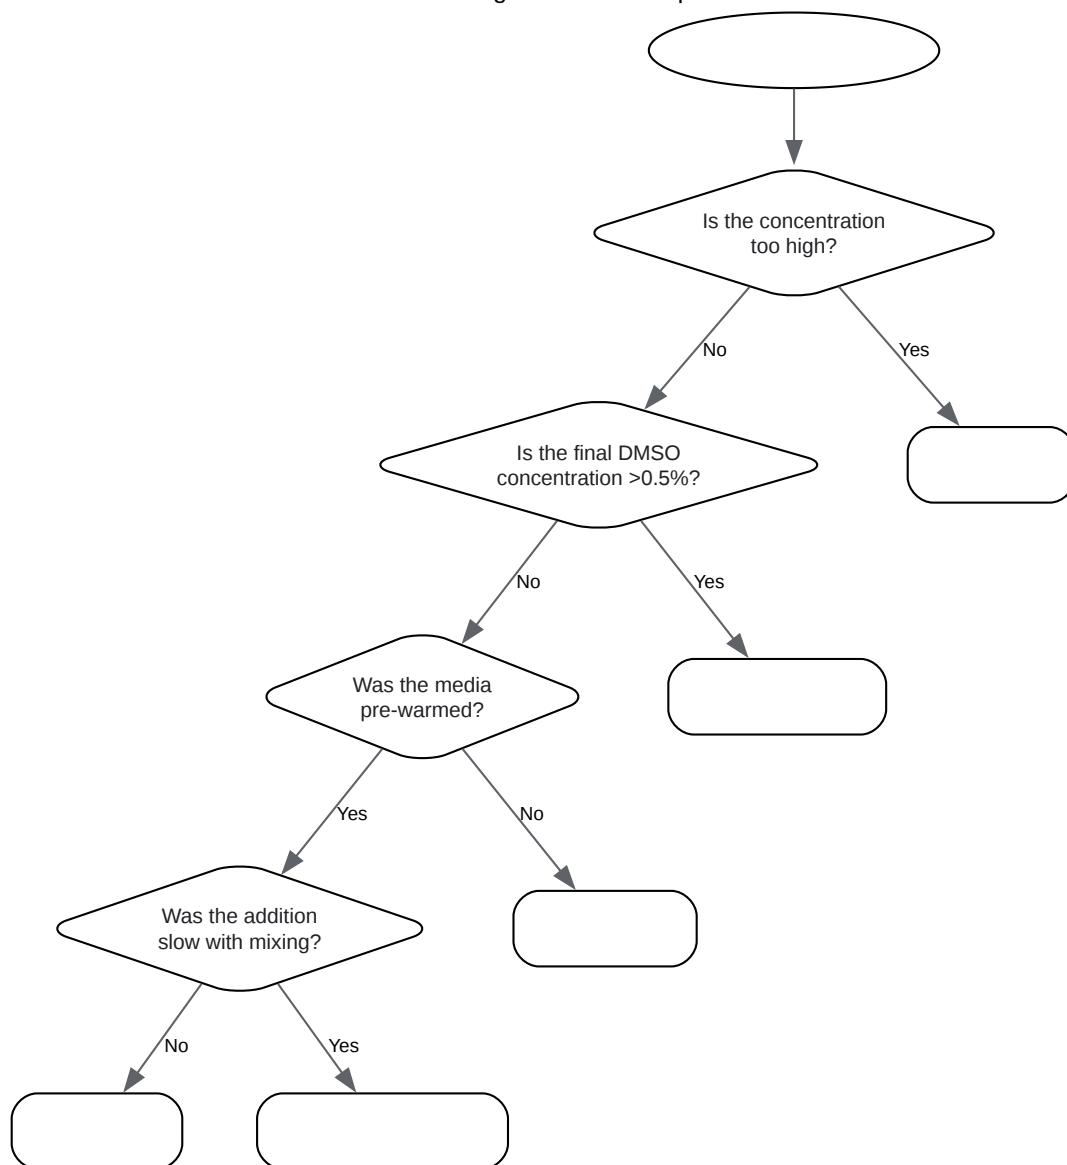 Is the concentration
too high?
No
Yes
Is the final DMSO
concentration >0.5%?
No
Yes
Was the media
pre-warmed?
Yes
No
Was the addition
slow with mixing?
No
Yes